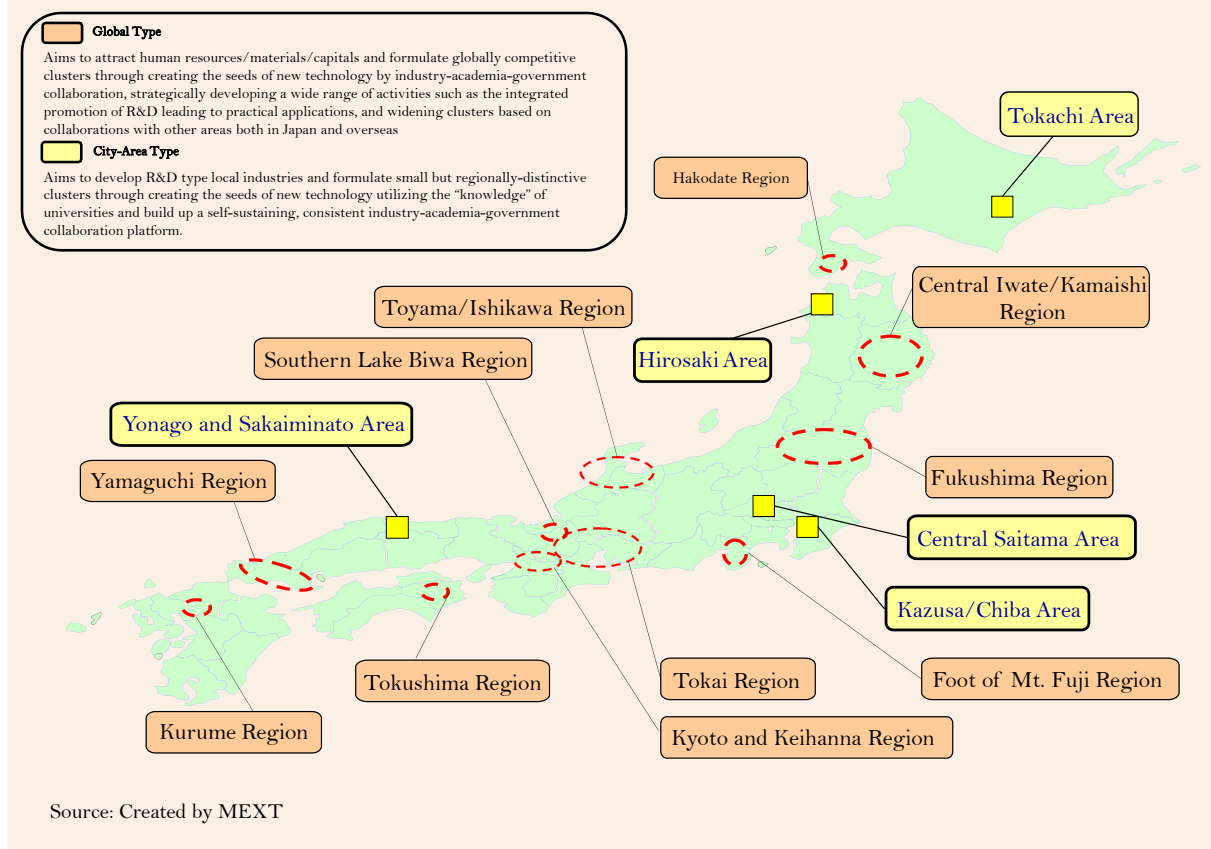 Global Type
Aims to attract human resources/materials/capitals and formulate globally competitive
clusters through creating the seeds of new technology by industry-academia-government
collaboration, strategically developing a wide range of activities such as the integrated
promotion of R&D leading to practical applications, and widening clusters based on
collaborations with other areas both in Japan and overseas
City-Area Type
Aims to develop R&D type local industries and formulate small but regionally-distinctive
clusters through creating the seeds of new technology utilizing the “knowledge” of
universities and build up a self-sustaining, consistent industry-academia-government
collaboration platform.
Tokachi Area
Hakodate Region
Central Iwate/Kamaishi
Region
Toyama/Ishikawa Region
Southern Lake Biwa Region
Hirosaki Area
Yonago and Sakaiminato Area
Yamaguchi Region
Fukushima Region
Central Saitama Area
Kazusa/Chiba Area
Tokushima Region
Tokai Region
Foot of Mt. Fuji Region
Kurume Region
Kyoto and Keihanna Region
Source: Created by MEXT